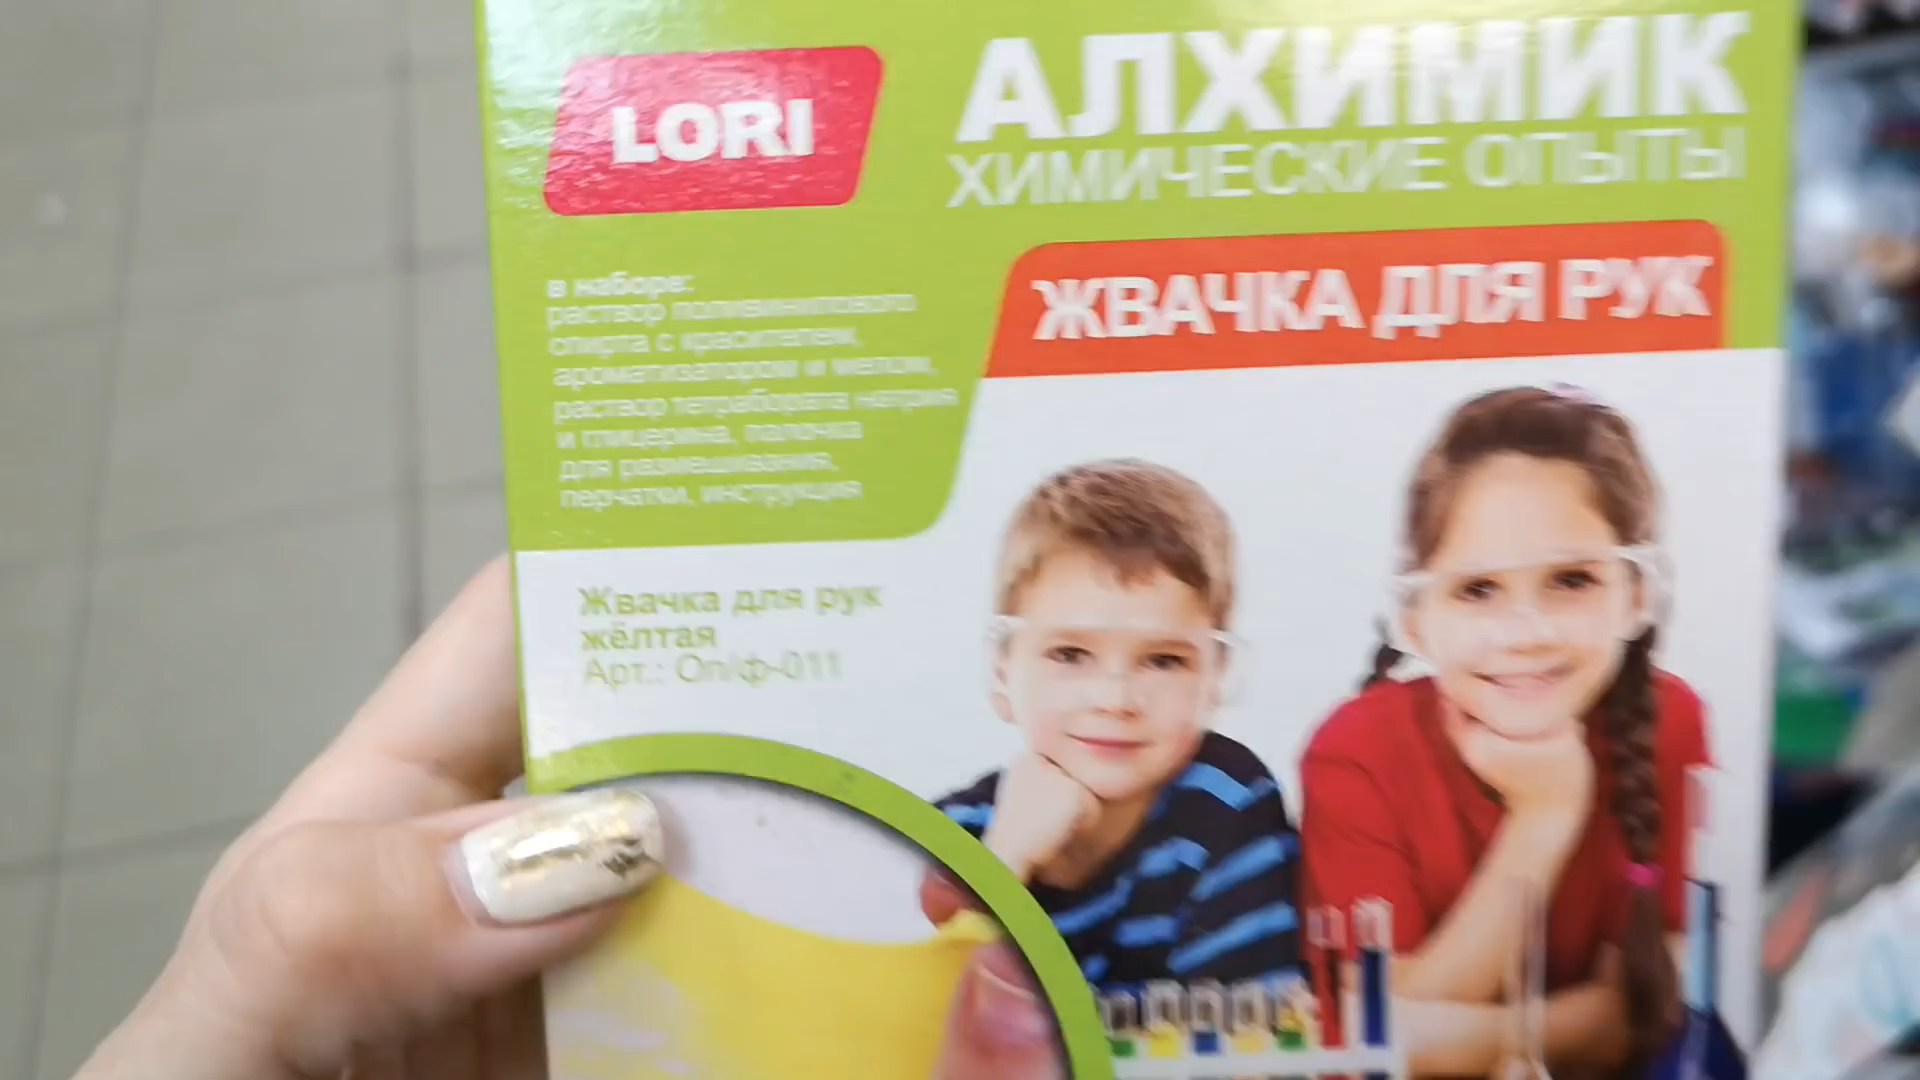 LORI
АЛХИМИК
ХИМИЧЕСКИЕ ОПЫТЫ
ЖВАЧКА ДЛЯ РУК
в наборе:
раствор поливинилового
спирта с красителем,
ароматизатором и мелом,
раствор тетрабората натрия
и глицерина, палочка
для размешивания,
перчатки, инструкция
Жвачка для рук
жёлтая
Арт.: Оп/ф-011